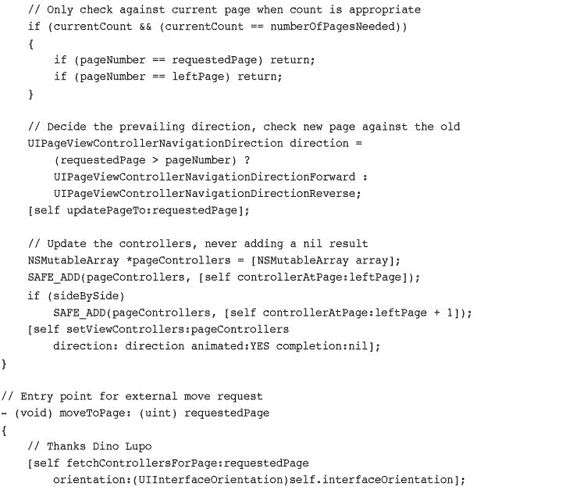 // Only check against current page when count is appropriate
if (currentCount && (currentCount == numberOfPagesNeeded))
{
if (pageNumber == requestedPage) return;
if (pageNumber == leftPage) return;
}
// Decide the prevailing direction, check new page against the old
UIPageViewControllerNavigationDirection direction =
(requestedPage > pageNumber) ?
UIPageViewControllerNavigationDirectionForward :
UIPageViewControllerNavigationDirectionReverse;
[self updatePageTo:requestedPage];
// Update the controllers, never adding a nil result
NSMutableArray *pageControllers = [NSMutableArray array];
SAFE_ADD(pageControllers, [self controllerAtPage:leftPage]);
if (sideBySide)
SAFE_ADD(pageControllers, [self controllerAtPage:leftPage + 1]);
[self setViewControllers:pageControllers
direction: direction animated:YES completion:nil];
}
// Entry point for external move request
- (void) moveToPage: (uint) requestedPage
{
// Thanks Dino Lupo
[self fetchControllersForPage:requestedPage
orientation:(UIInterfaceOrientation)self.interfaceOrientation];